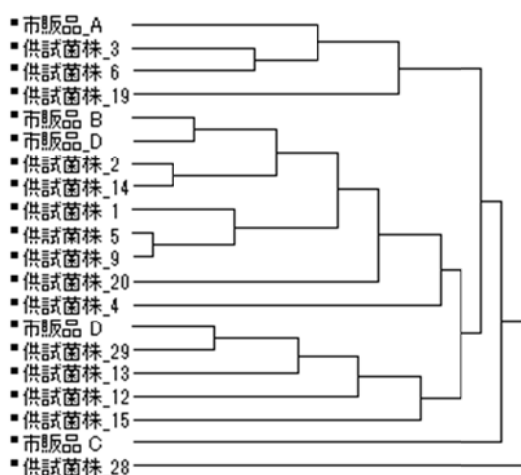 ▪市販品_A
▪供試菌株_3
▪供試菌株 6
▪供試菌株_19
▪市販品 B
▪市販品_D
▪供試菌株_2
▪供試菌株_14
▪供試菌株 1
▪供試菌株 5
▪供試菌株_9
▪供試菌株_20
▪供試菌株_4
▪市販品 D
▪供試菌株_29
▪供試菌株_13
▪供試菌株_12
▪供試菌株_15
▪市販品 C
▪供試菌株_28